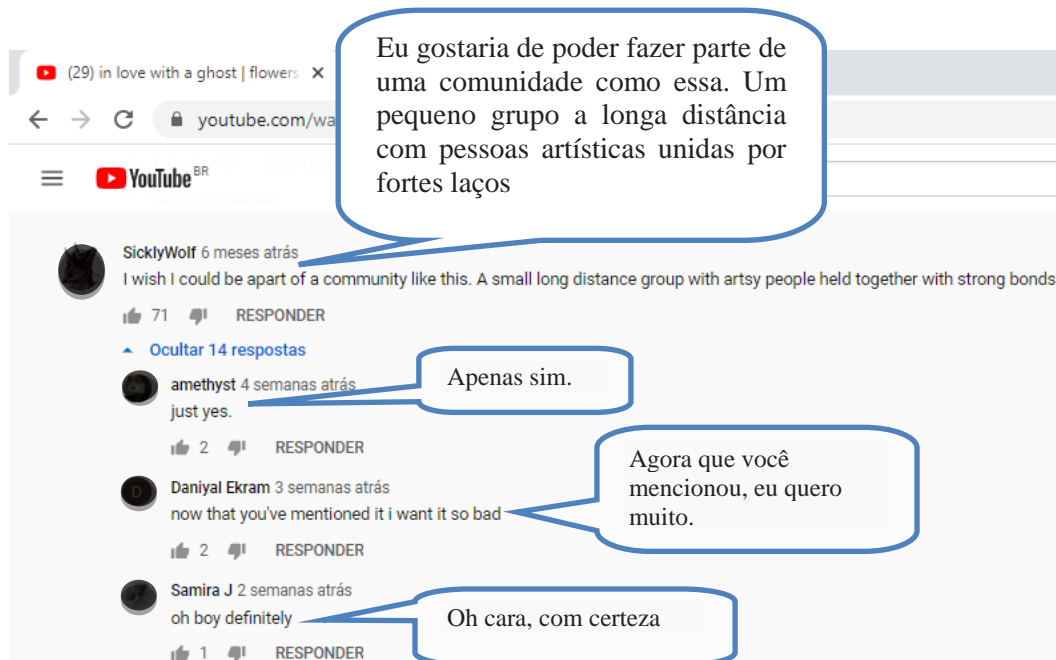 Eu gostaria de poder fazer parte de
uma comunidade como essa. Um
pequeno grupo a longa distância
com pessoas artísticas unidas por
fortes laços
(29) in love with a ghost | flowers
youtube.com/wa
YouTube BR
SicklyWolf 6 meses atrás
I wish I could be apart of a community like this. A small long distance group with artsy people held together with strong bonds
71 RESPONDER
Ocultar 14 respostas
amethyst 4 semanas atrás
Apenas sim.
just yes.
2 RESPONDER
Agora que você
mencionou, eu quero
muito.
Daniyal Ekram 3 semanas atrás
now that you've mentioned it i want it so bad
2 RESPONDER
Samira J 2 semanas atrás
oh boy definitely
Oh cara, com certeza
1 RESPONDER